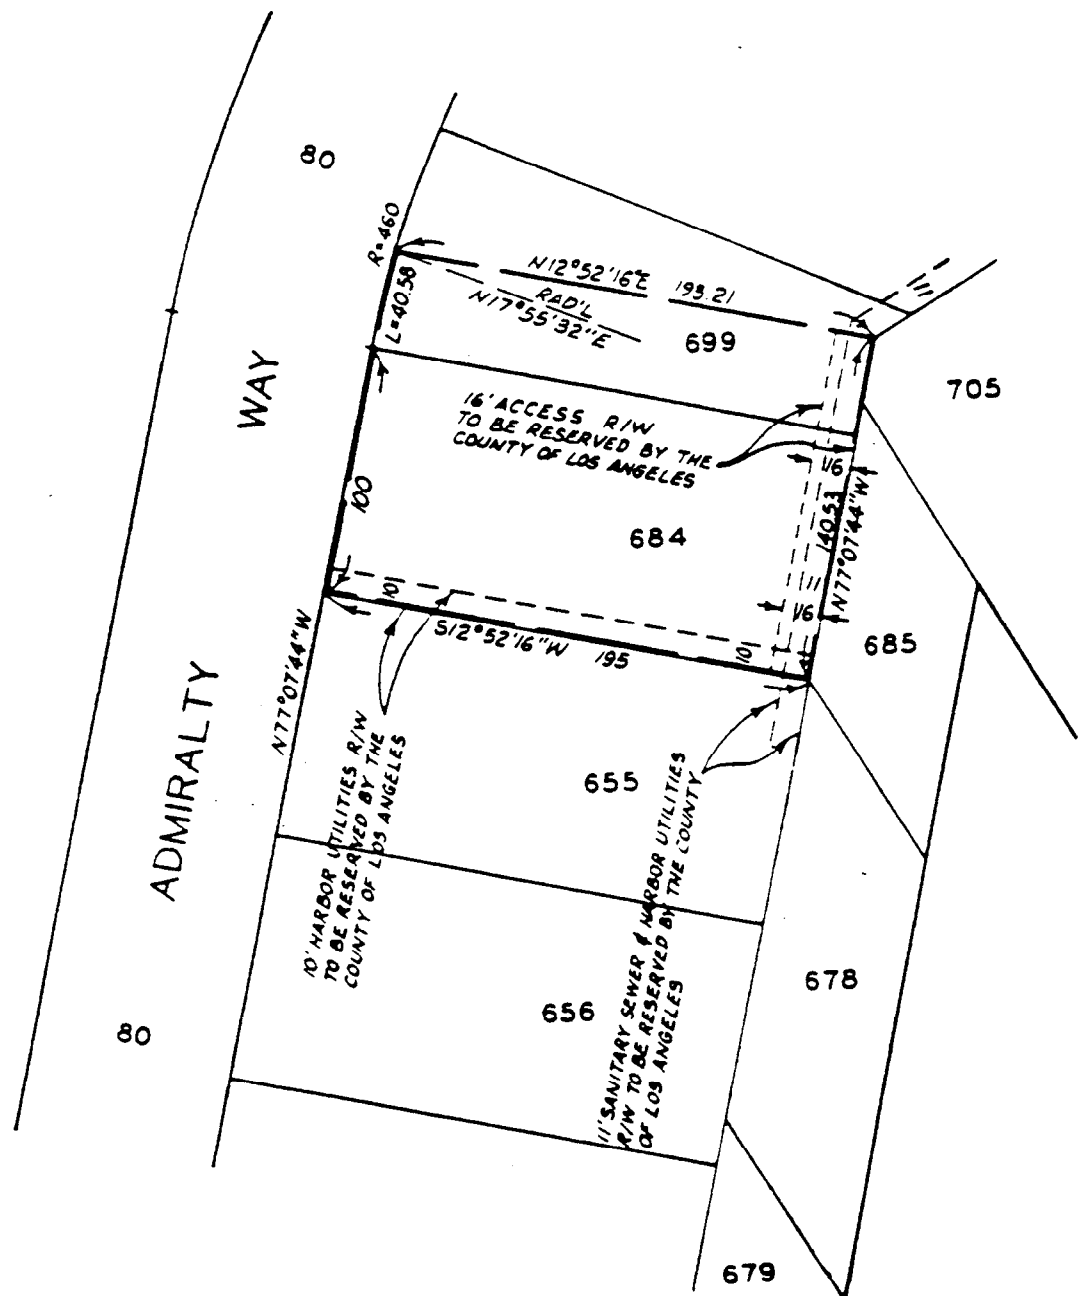 80
R=460
L=40.58
N12°52'16"E 193.21
RAD'L
N17°55'32"E
699
705
WAY
16' ACCESS R/W
TO BE RESERVED BY THE
COUNTY OF LOS ANGELES
16
100
684
140.53
N77°07'44"W
10
11
16
S12°52'16"W 195
10
685
N77°07'44"W
ADMIRALTY
10' HARBOR UTILITIES R/W
TO BE RESERVED BY THE
COUNTY OF LOS ANGELES
655
11' SANITARY SEWER & HARBOR UTILITIES
R/W TO BE RESERVED BY THE COUNTY
OF LOS ANGELES
678
656
80
679